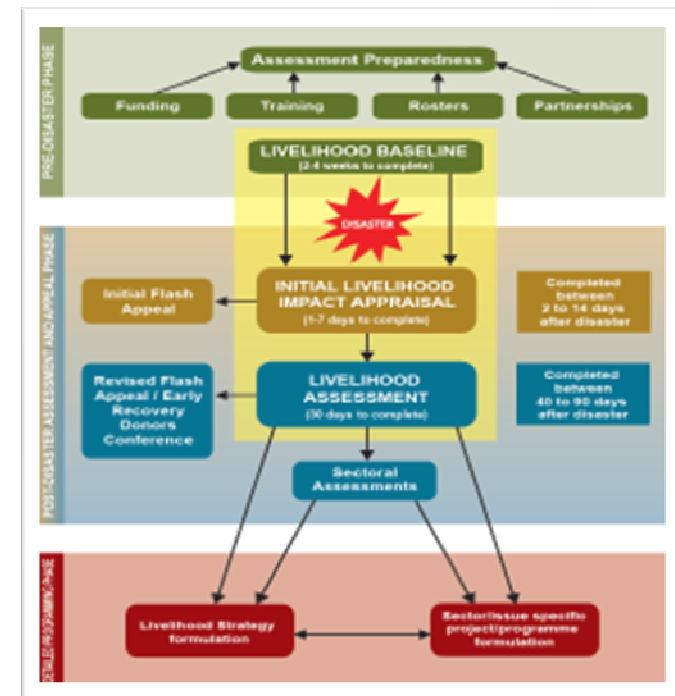 PRE-DISASTER PHASE
Assessment Preparedness
Funding
Training
Rosters
Partnerships
LIVELIHOOD BASELINE
(2-4 weeks to complete)
DISASTER
POST-DISASTER ASSESSMENT AND APPEAL PHASE
Initial Flash
Appeal
INITIAL LIVELIHOOD
IMPACT APPRAISAL
(1-7 days to complete)
Completed
between
2 to 14 days
after disaster
Revised Flash
Appeal / Early
Recovery
Donors
Conference
LIVELIHOOD
ASSESSMENT
(30 days to complete)
Completed
between
40 to 90 days
after disaster
Sectoral
Assessments
DETAILED PROGRAMMING PHASE
Livelihood Strategy
formulation
Sector/issue specific
project/programme
formulation